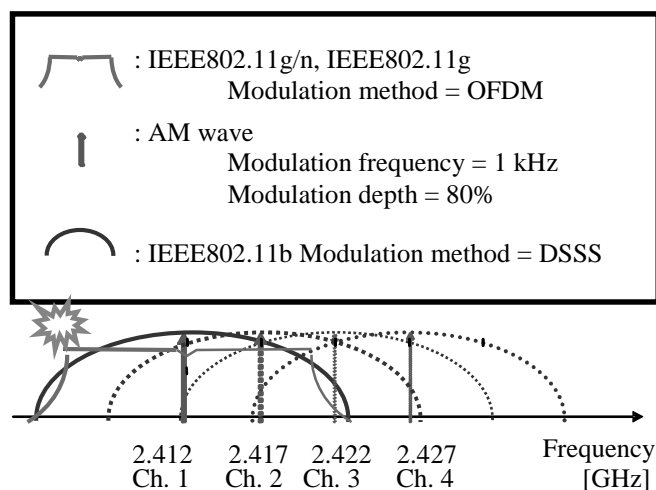 : IEEE802.11g/n, IEEE802.11g
Modulation method = OFDM
: AM wave
Modulation frequency = 1 kHz
Modulation depth = 80%
: IEEE802.11b Modulation method = DSSS
2.412 2.417 2.422 2.427 Frequency
Ch. 1 Ch. 2 Ch. 3 Ch. 4 [GHz]